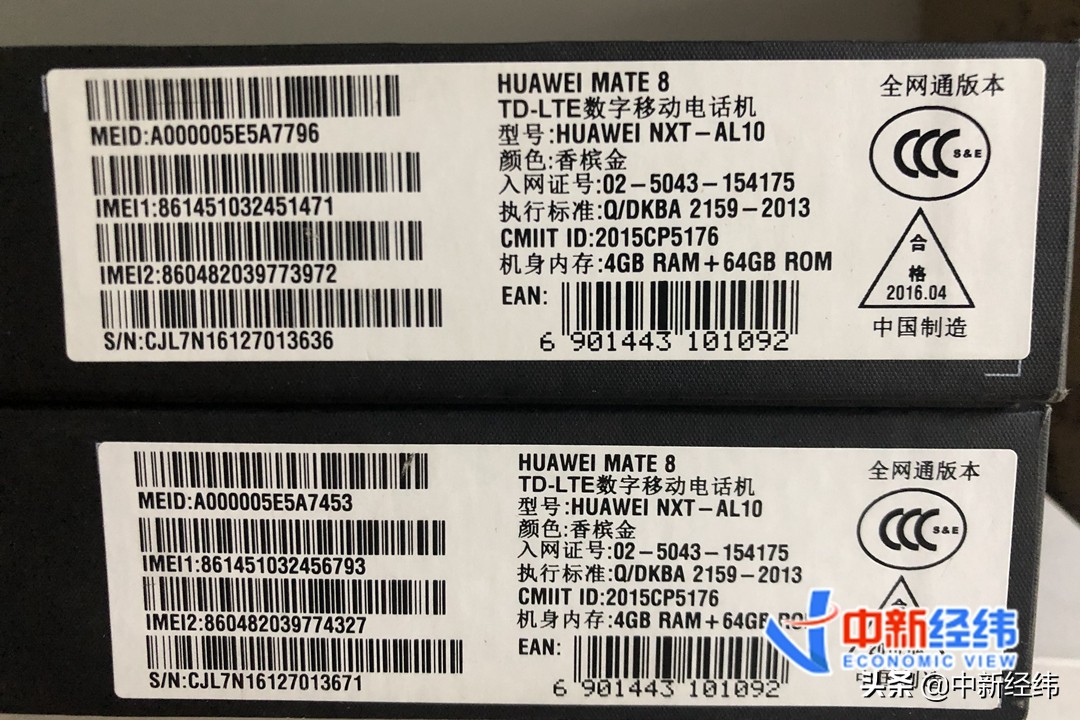 MEID:A000005E5A7796
IMEI1:861451032451471
IMEI2:860482039773972
S/N:CJL7N16127013636
HUAWEI MATE 8
TD-LTE数字移动电话机
型号:HUAWEI NXT-AL10
颜色:香槟金
入网证号:02-5043-154175
执行标准:Q/DKBA 2159-2013
CMIIT ID:2015CP5176
机身内存:4GB RAM+64GB ROM
EAN:
6 901443 101092
全网通版本
CCC S&E
合
格
2016.04
中国制造
MEID:A000005E5A7453
IMEI1:861451032456793
IMEI2:860482039774327
S/N:CJL7N16127013671
HUAWEI MATE 8
TD-LTE数字移动电话机
型号:HUAWEI NXT-AL10
颜色:香槟金
入网证号:02-5043-154175
执行标准:Q/DKBA 2159-2013
CMIIT ID:2015CP5176
机身内存:4GB RAM+64GB
EAN:
6 901443 101092
全网通版本
CCC S&E
中新经纬
ECONOMIC VIEW
头条 @中新经纬